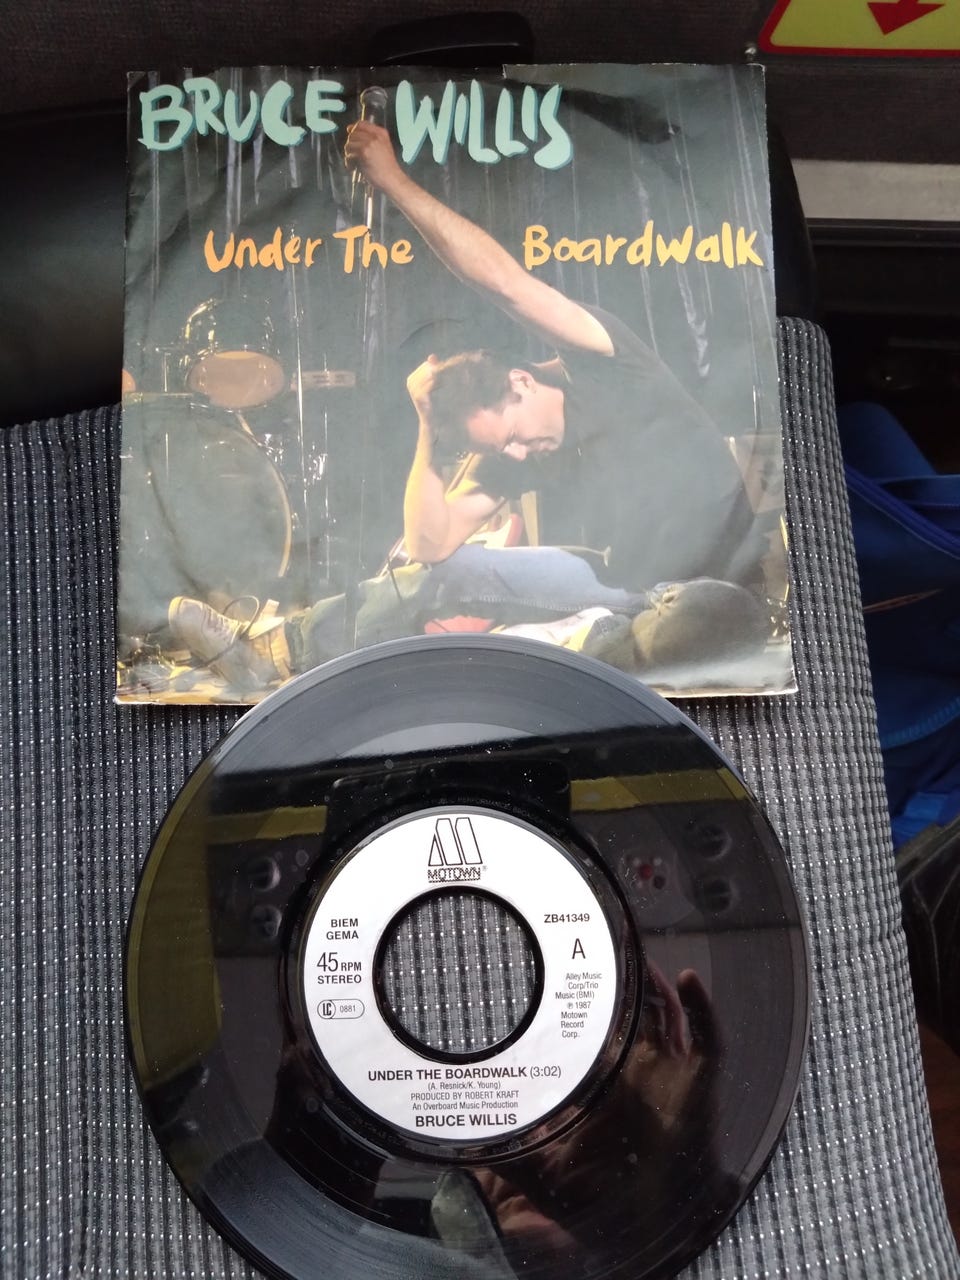 BRUCE WILLIS
Under The Boardwalk
MOTOWN®
BIEM
GEMA
45 RPM
STEREO
LC 0881
ZB41349
A
Alley Music
Corp/Trio
Music (BMI)
℗ 1987
Motown
Record
Corp.
UNDER THE BOARDWALK (3:02)
(A. Resnick/K. Young)
PRODUCED BY ROBERT KRAFT
An Overboard Music Production
BRUCE WILLIS